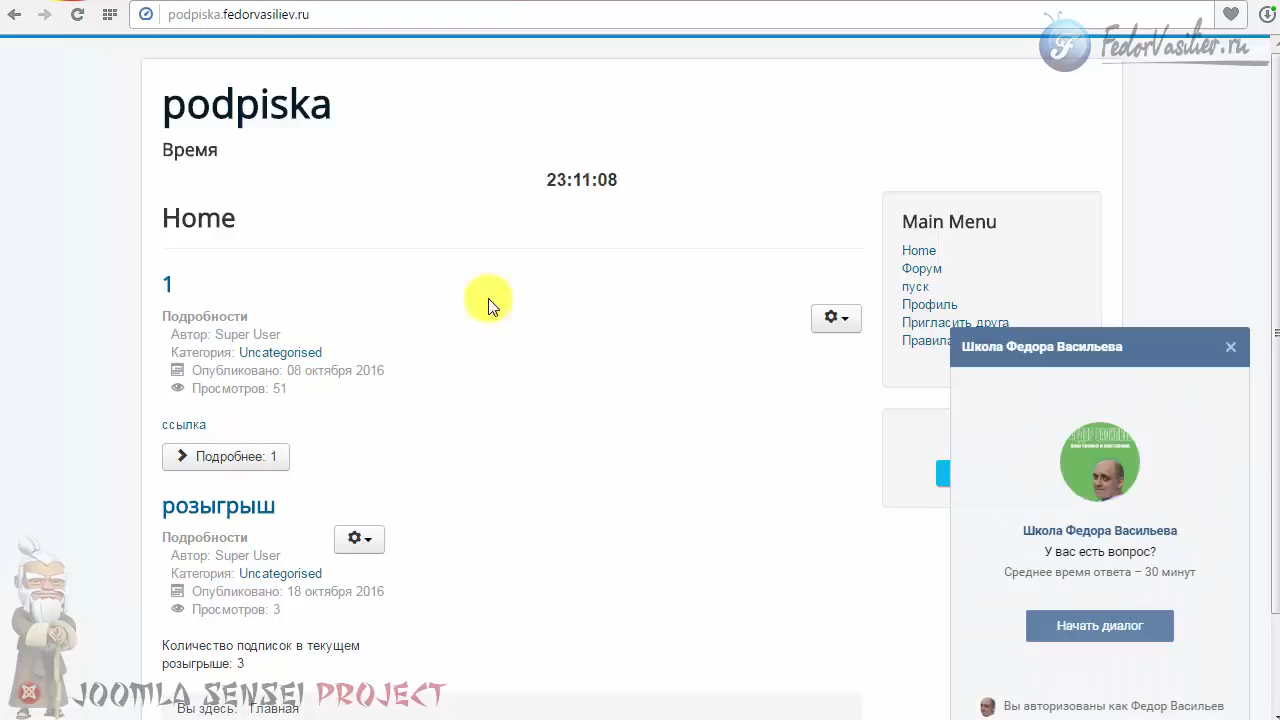 podpiska.fedorvasiliev.ru
FedorVasiliev.ru
podpiska
Время
23:11:08
Home
1
Подробности
Автор: Super User
Категория: Uncategorised
Опубликовано: 08 октября 2016
Просмотров: 51
ссылка
Подробнее: 1
розыгрыш
Подробности
Автор: Super User
Категория: Uncategorised
Опубликовано: 18 октября 2016
Просмотров: 3
Количество подписок в текущем
розыгрыше: 3
Вы здесь: Главная
JOOMLA SENSEI PROJECT
Main Menu
Home
Форум
пуск
Профиль
Пригласить друга
Правила
Школа Федора Васильева
Школа Федора Васильева
У вас есть вопрос?
Среднее время ответа – 30 минут
Начать диалог
Вы авторизованы как Федор Васильев